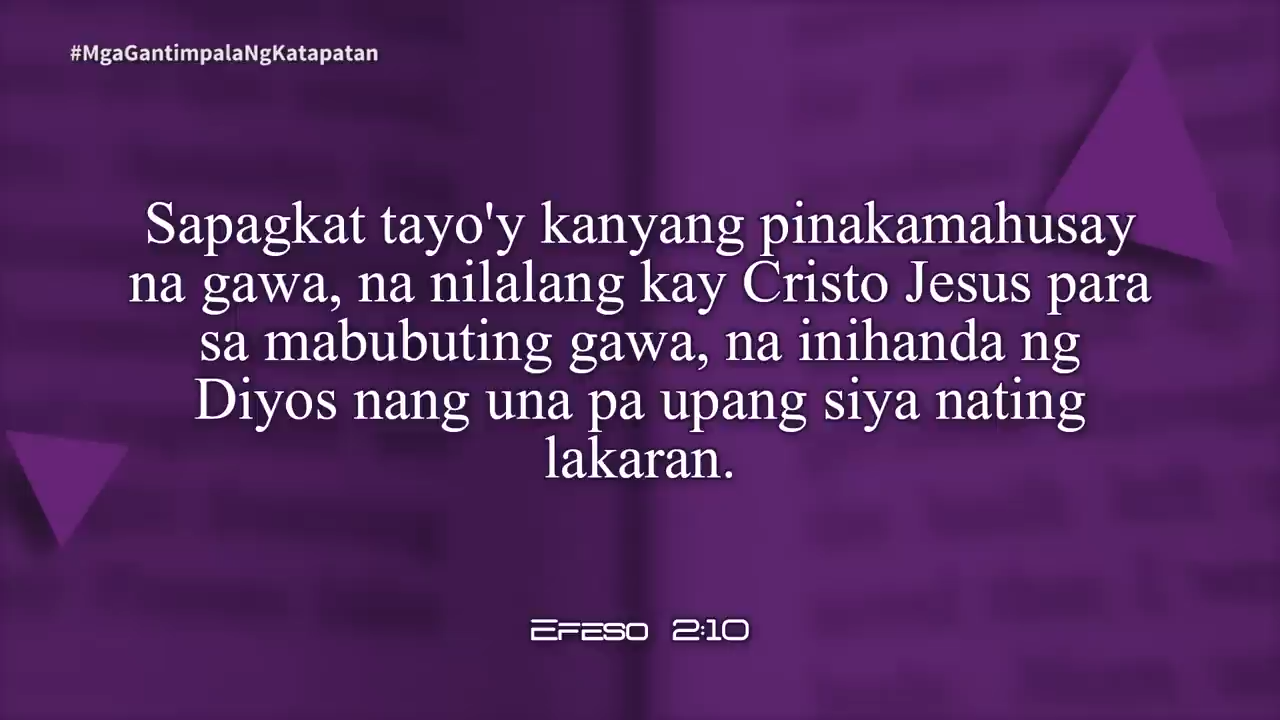 #MgaGantimpalaNgKatapatan
Sapagkat tayo'y kanyang pinakamahusay
na gawa, na nilalang kay Cristo Jesus para
sa mabubuting gawa, na inihanda ng
Diyos nang una pa upang siya nating
lakaran.
Efeso 2:10